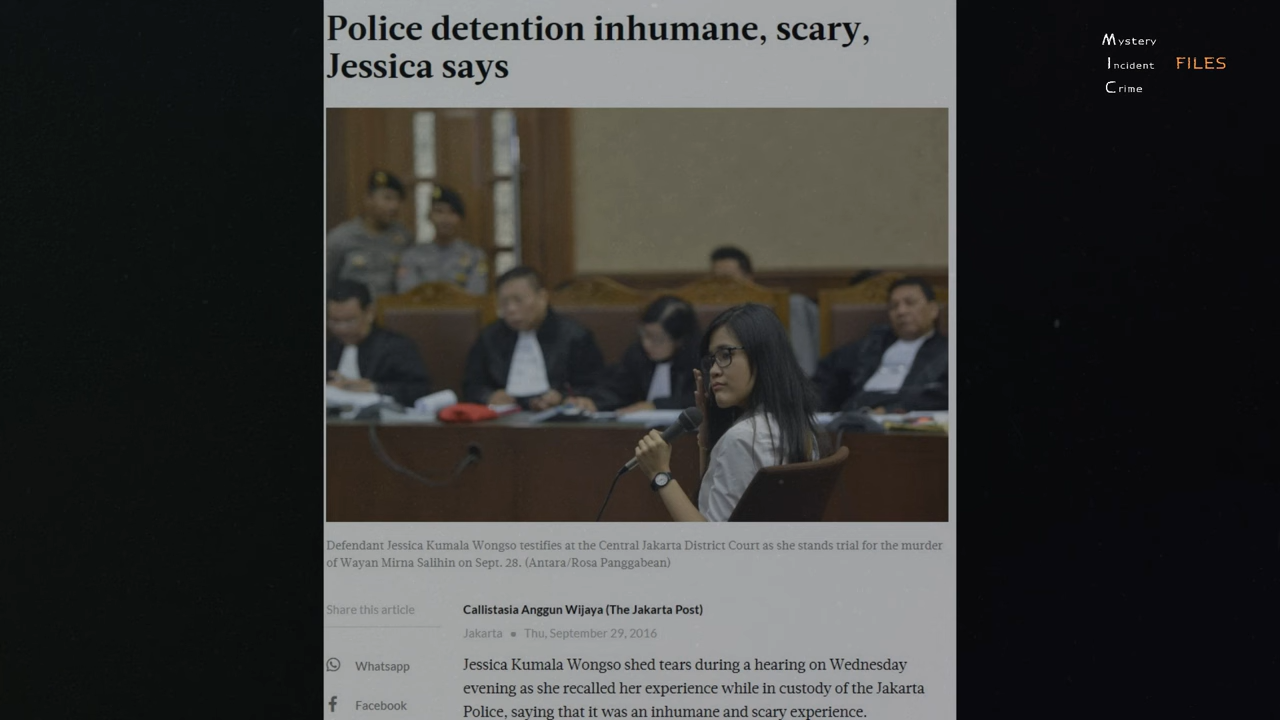 Police detention inhumane, scary,
Jessica says
Mystery
Incident FILES
Crime
Defendant Jessica Kumala Wongso testifies at the Central Jakarta District Court as she stands trial for the murder
of Wayan Mirna Salihin on Sept. 28. (Antara/Rosa Panggabean)
Share this article
Callistasia Anggun Wijaya (The Jakarta Post)
Jakarta • Thu, September 29, 2016
Whatsapp
Facebook
Jessica Kumala Wongso shed tears during a hearing on Wednesday
evening as she recalled her experience while in custody of the Jakarta
Police, saying that it was an inhumane and scary experience.